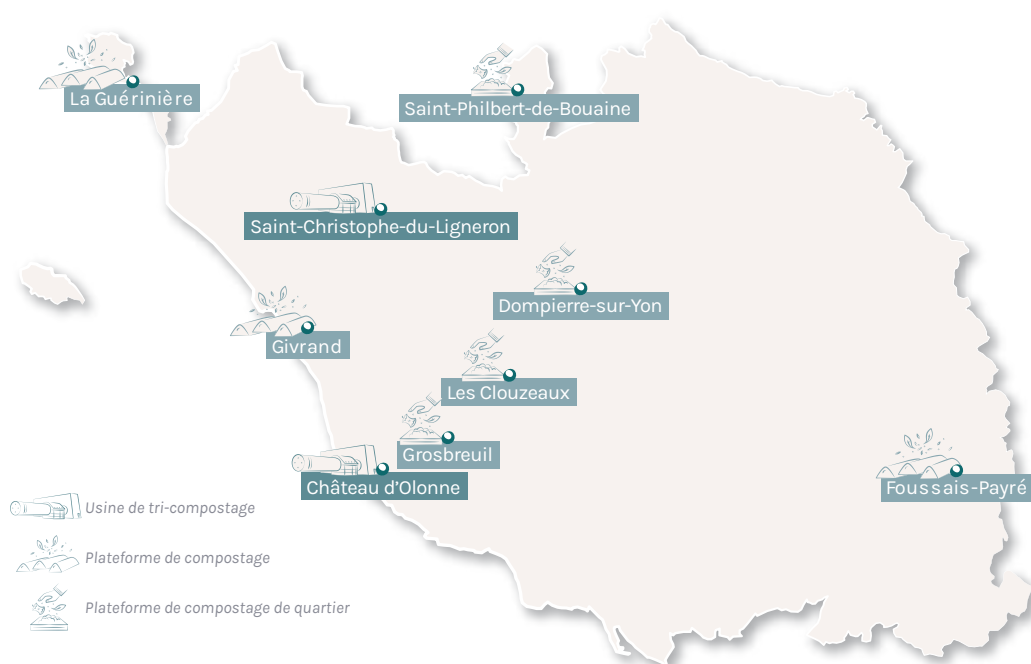 La Guérinière
Saint-Philbert-de-Bouaine
Saint-Christophe-du-Ligneron
Dompierre-sur-Yon
Givrand
Les Clouzeaux
Grosbreuil
Château d'Olonne
Foussais-Payré
Usine de tri-compostage
Plateforme de compostage
Plateforme de compostage de quartier